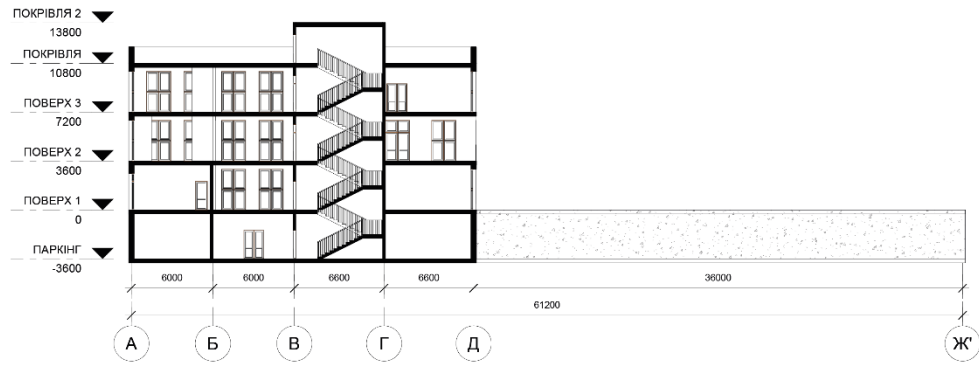 ПОКРІВЛЯ 2
13800
ПОКРІВЛЯ
10800
ПОВЕРХ 3
7200
ПОВЕРХ 2
3600
ПОВЕРХ 1
0
ПАРКІНГ
-3600
6000 6000 6600 6600 36000
61200
А Б В Г Д Ж'